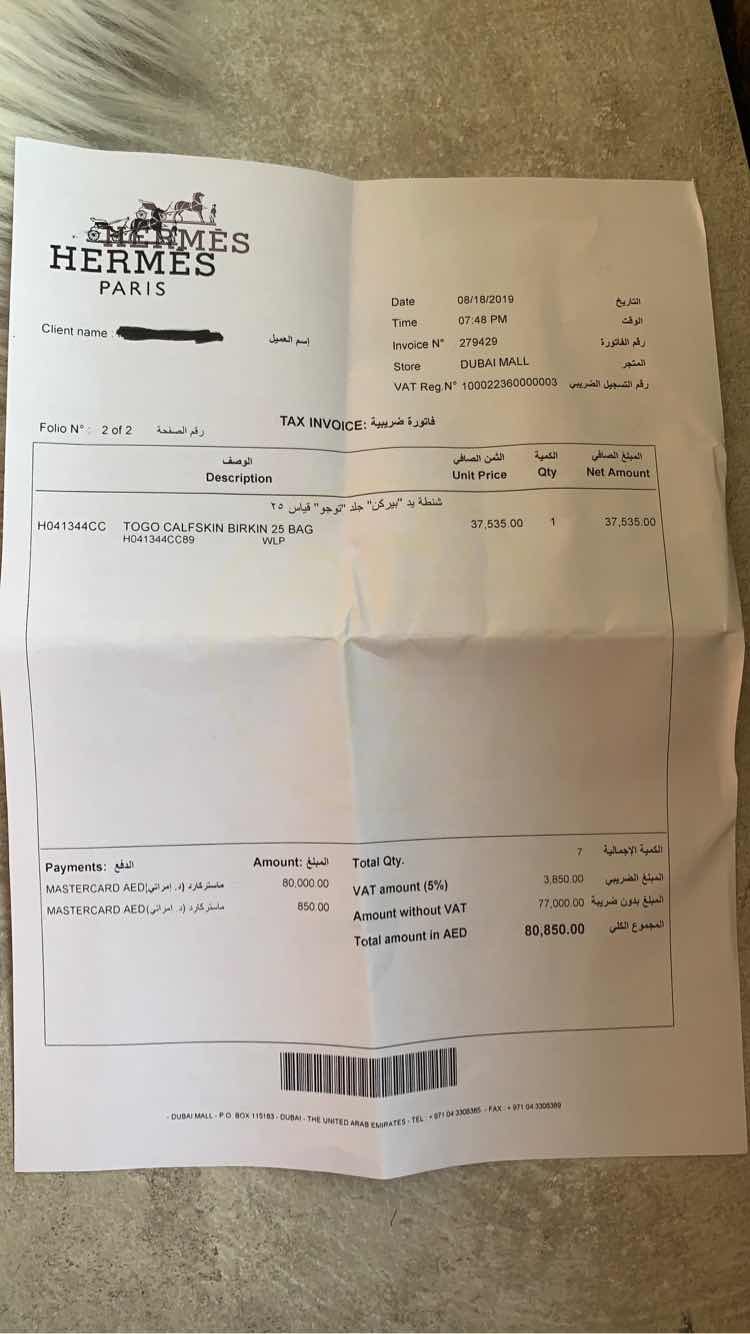 HERMÈS
HERMÈS
PARIS
Client name : إسم العميل
Date 08/18/2019 التاريخ
Time 07:48 PM الوقت
Invoice N° 279429 رقم الفاتورة
Store DUBAI MALL المتجر
VAT Reg.N° 100022360000003 رقم التسجيل الضريبي
Folio N° : 2 of 2 رقم الصفحة
TAX INVOICE: فاتورة ضريبية
الوصف الثمن الصافي الكمية المبلغ الصافي
Description Unit Price Qty Net Amount
شنطة يد "بيركن" جلد "توجو" قياس ٢٥
H041344CC TOGO CALFSKIN BIRKIN 25 BAG 37,535.00 1 37,535.00
H041344CC89 WLP
Payments: الدفع Amount: المبلغ
MASTERCARD AED ماستركارد (د. إمراتي) 80,000.00
MASTERCARD AED ماستركارد (د. امراتي) 850.00
Total Qty. 7 الكمية الإجمالية
VAT amount (5%) 3,850.00 المبلغ الضريبي
Amount without VAT 77,000.00 المبلغ بدون ضريبة
Total amount in AED 80,850.00 المجموع الكلي
- DUBAI MALL - P.O. BOX 115183 - DUBAI - THE UNITED ARAB EMIRATES - TEL : + 971 04 3308385 - FAX : + 971 04 3308389